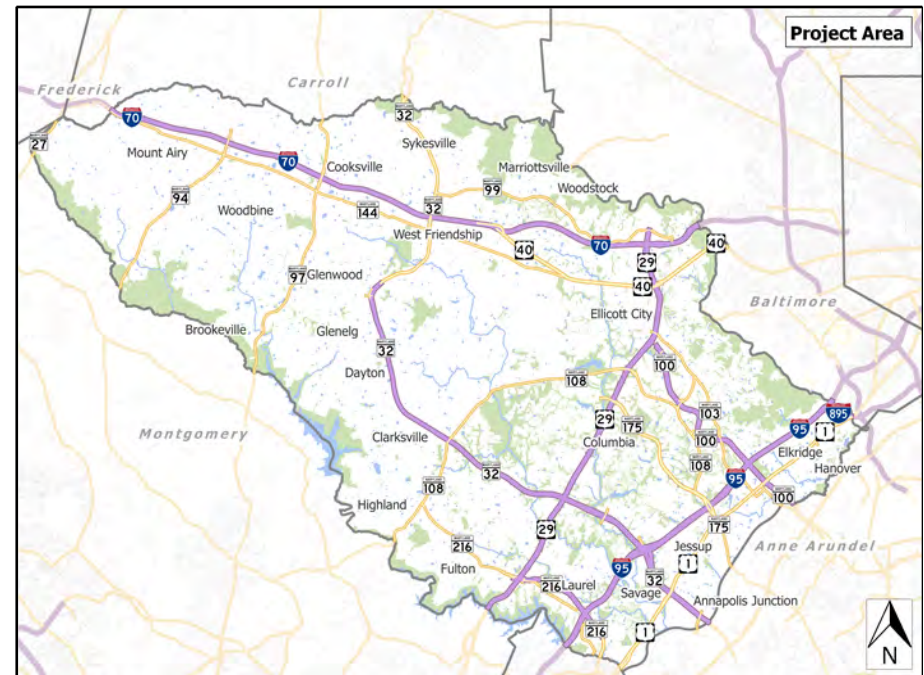 Project Area
Carroll
Frederick
70
32
27
Mount Airy
Sykesville
70
Cooksville
Marriottsville
99
Woodstock
94
144
32
Woodbine
West Friendship
40
70
40
29
97
Glenwood
40
Baltimore
Ellicott City
Brookeville
Glenelg
32
100
Dayton
108
895
103
29
175
95
1
Montgomery
Clarksville
Columbia
100
Elkridge
32
108
Hanover
95
Highland
108
100
29
175
216
Jessup
Anne Arundel
Fulton
1
95
32
216
Laurel
Savage
Annapolis Junction
216
1
N